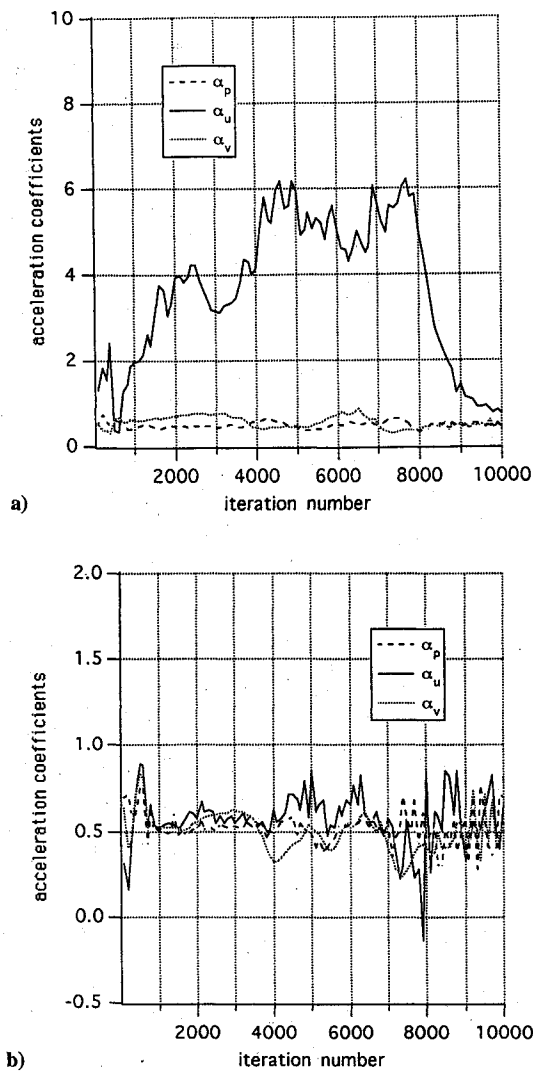 10
8
6
4
2
0
acceleration coefficients
α_p
α_u
α_v
2000 4000 6000 8000 10000
iteration number
a)
2.0
1.5
1.0
0.5
0.0
-0.5
acceleration coefficients
α_p
α_u
α_v
2000 4000 6000 8000 10000
iteration number
b)